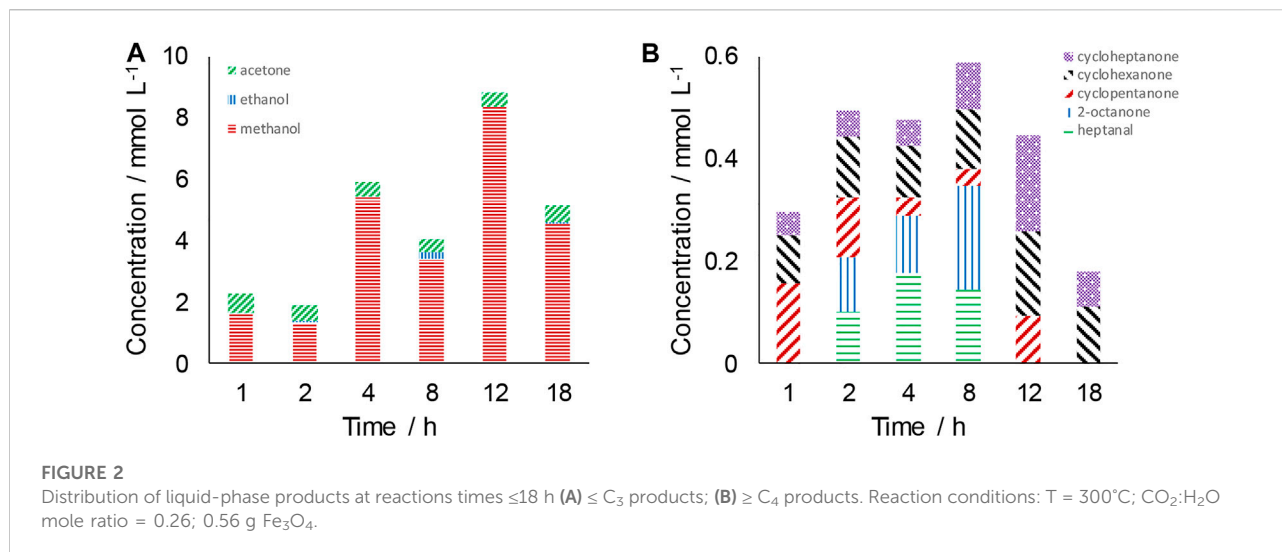 A
10
8
6
4
2
0
Concentration / mmol L⁻¹
acetone
ethanol
methanol
1 2 4 8 12 18
Time / h
B
0.6
0.4
0.2
0
Concentration / mmol L⁻¹
cycloheptanone
cyclohexanone
cyclopentanone
2-octanone
heptanal
1 2 4 8 12 18
Time / h
FIGURE 2
Distribution of liquid-phase products at reactions times ≤18 h (A) ≤ C₃ products; (B) ≥ C₄ products. Reaction conditions: T = 300°C; CO₂:H₂O
mole ratio = 0.26; 0.56 g Fe₃O₄.